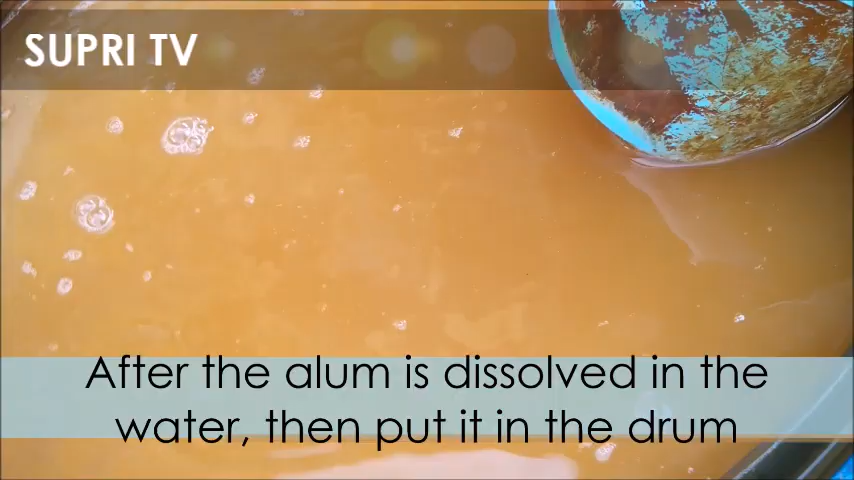 SUPRI TV
After the alum is dissolved in the
water, then put it in the drum